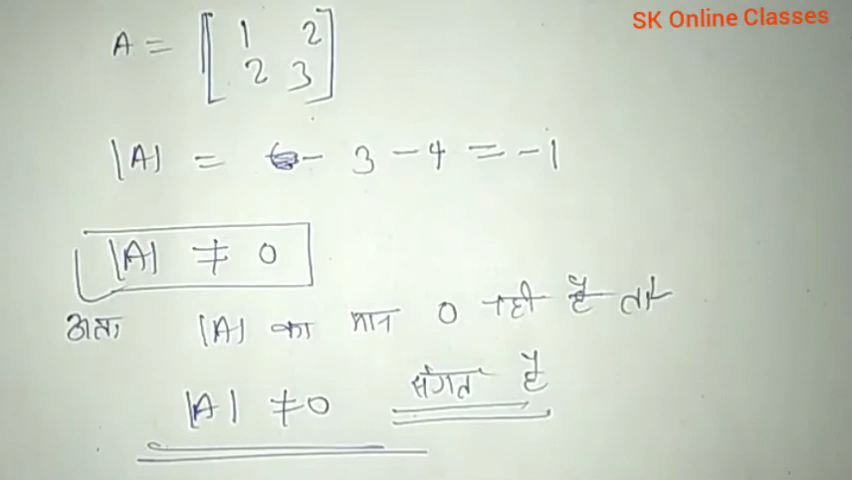 SK Online Classes
A = [ 1 2
2 3 ]
|A| = - 3 - 4 = -1
|A| ≠ 0
अतः |A| का मान 0 नही है तो
|A| ≠ 0 संगत है